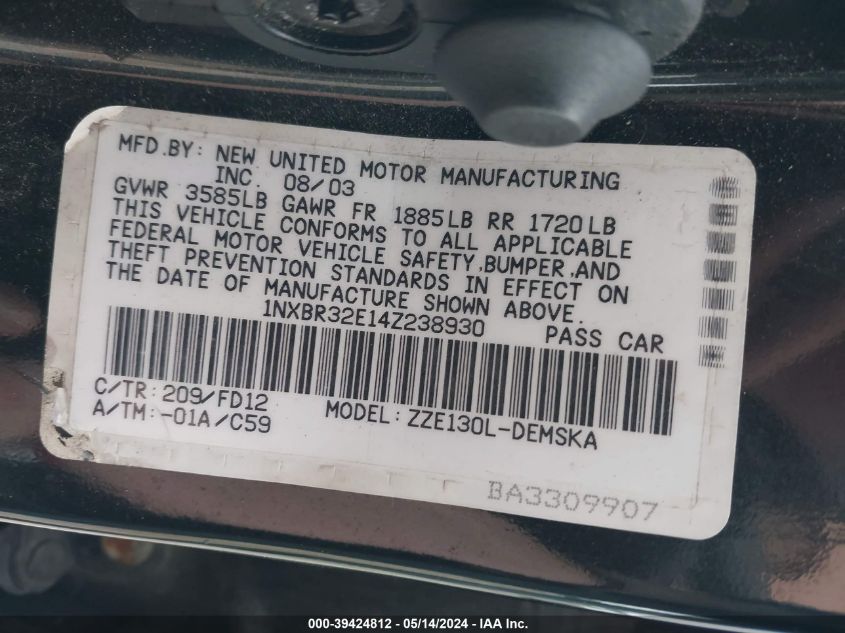 MFD.BY: NEW UNITED MOTOR MANUFACTURING
INC. 08/03
GVWR 3585LB GAWR FR 1885LB RR 1720LB
THIS VEHICLE CONFORMS TO ALL APPLICABLE
FEDERAL MOTOR VEHICLE SAFETY,BUMPER,AND
THEFT PREVENTION STANDARDS IN EFFECT ON
THE DATE OF MANUFACTURE SHOWN ABOVE.
1NXBR32E14Z238930 PASS CAR
C/TR:209/FD12
A/TM:-01A/C59 MODEL:ZZE130L-DEMSKA
BA3309907
000-39424812 - 05/14/2024 - IAA Inc.